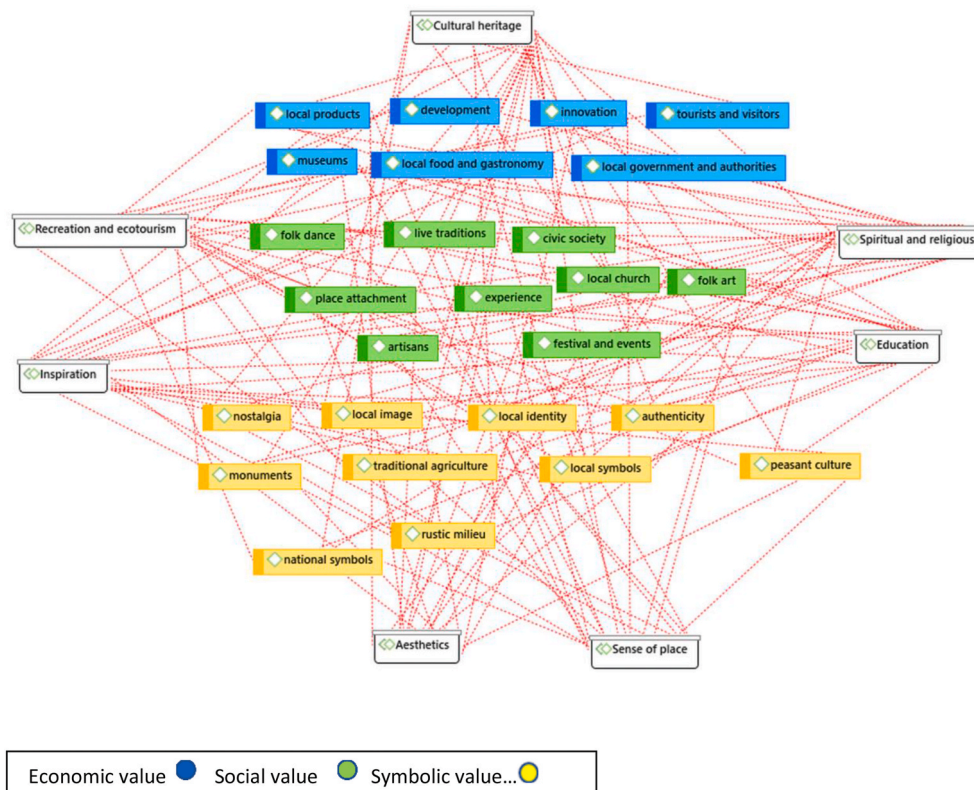 Cultural heritage
local products
development
innovation
tourists and visitors
museums
local food and gastronomy
local government and authorities
Recreation and ecotourism
folk dance
live traditions
civic society
Spiritual and religious
local church
folk art
place attachment
experience
artisans
festival and events
Education
Inspiration
nostalgia
local image
local identity
authenticity
monuments
traditional agriculture
local symbols
peasant culture
rustic milieu
national symbols
Aesthetics
Sense of place
Economic value Social value Symbolic value...